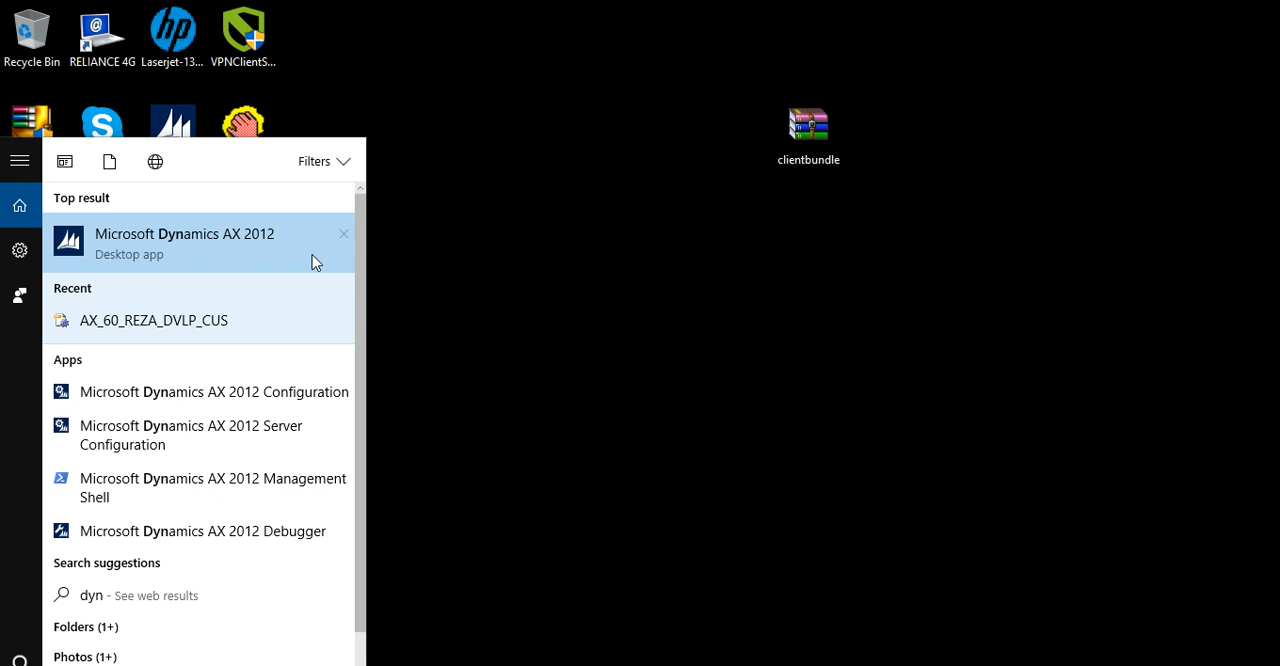 Recycle Bin
RELIANCE 4G
Laserjet-13...
VPNClientS...
clientbundle
Filters
Top result
Microsoft Dynamics AX 2012
Desktop app
Recent
AX_60_REZA_DVLP_CUS
Apps
Microsoft Dynamics AX 2012 Configuration
Microsoft Dynamics AX 2012 Server
Configuration
Microsoft Dynamics AX 2012 Management
Shell
Microsoft Dynamics AX 2012 Debugger
Search suggestions
dyn - See web results
Folders (1+)
Photos (1+)